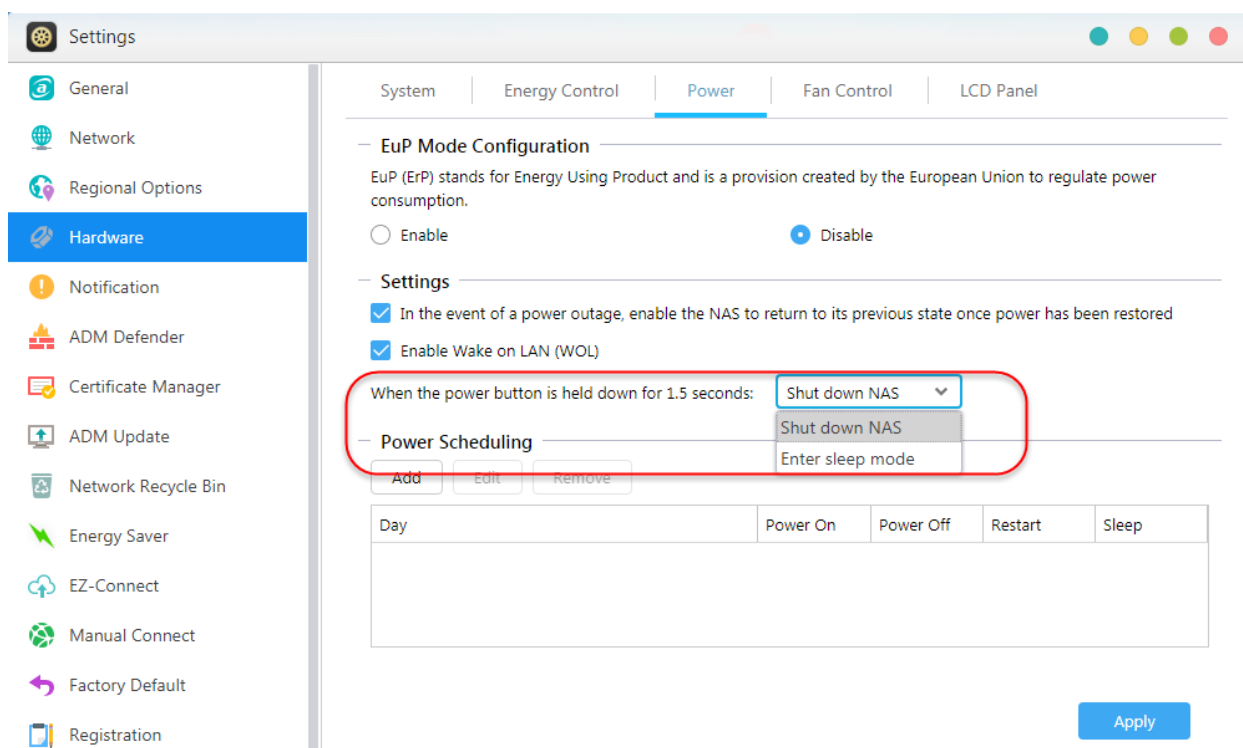 Settings
General
Network
Regional Options
Hardware
Notification
ADM Defender
Certificate Manager
ADM Update
Network Recycle Bin
Energy Saver
EZ-Connect
Manual Connect
Factory Default
Registration
System
Energy Control
Power
Fan Control
LCD Panel
EuP Mode Configuration
EuP (ErP) stands for Energy Using Product and is a provision created by the European Union to regulate power
consumption.
Enable
Disable
Settings
In the event of a power outage, enable the NAS to return to its previous state once power has been restored
Enable Wake on LAN (WOL)
When the power button is held down for 1.5 seconds:
Shut down NAS
Shut down NAS
Enter sleep mode
Power Scheduling
Add
Edit
Remove
Day
Power On
Power Off
Restart
Sleep
Apply